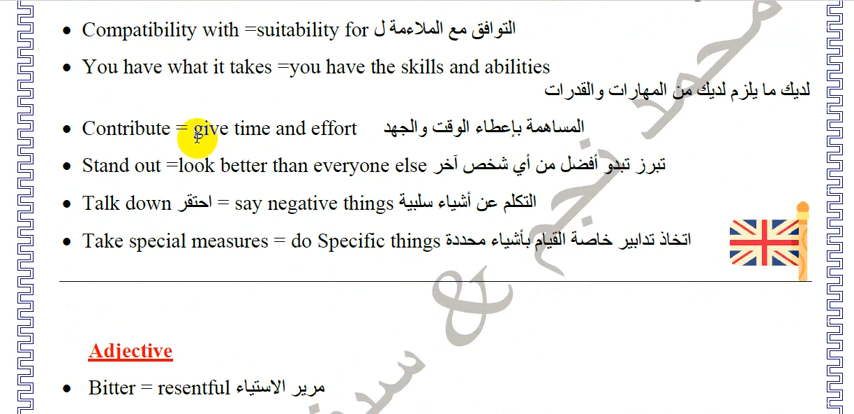 Compatibility with =suitability for التوافق مع الملاءمة ل
You have what it takes =you have the skills and abilities
لديك ما يلزم لديك من المهارات والقدرات
Contribute = give time and effort المساهمة بإعطاء الوقت والجهد
Stand out =look better than everyone else تبرز تبدو أفضل من أي شخص آخر
Talk down احتقر = say negative things التكلم عن أشياء سلبية
Take special measures = do Specific things اتخاذ تدابير خاصة القيام بأشياء محددة
محمد نجم &
Adjective
Bitter = resentful مرير الاستياء